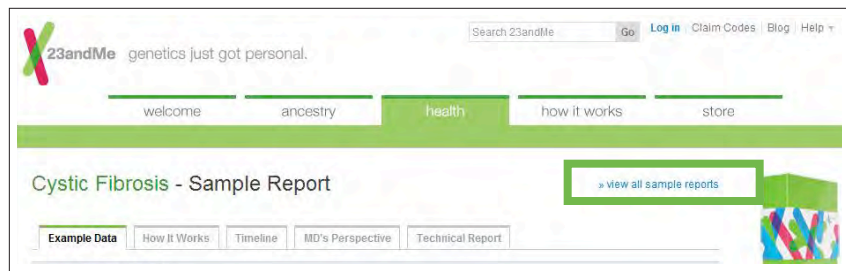 Search 23andMe Go Log in Claim Codes Blog Help
23andMe genetics just got personal.
welcome ancestry health how it works store
Cystic Fibrosis - Sample Report
» view all sample reports
Example Data How It Works Timeline MD's Perspective Technical Report